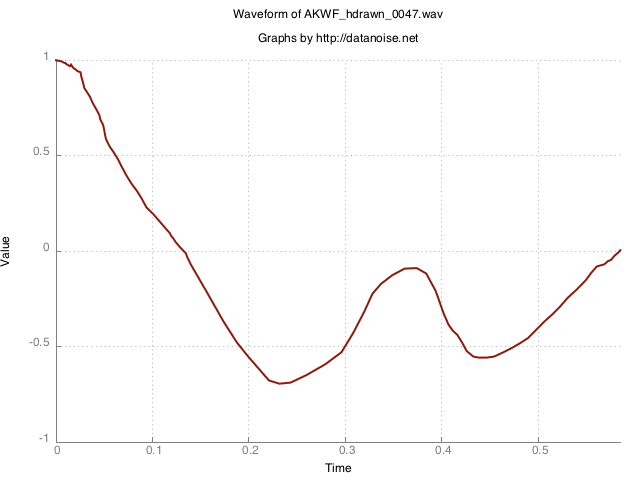 Waveform of AKWF_hdrawn_0047.wav
Graphs by http://datanoise.net
1
0.5
0
-0.5
-1
Value
0 0.1 0.2 0.3 0.4 0.5
Time